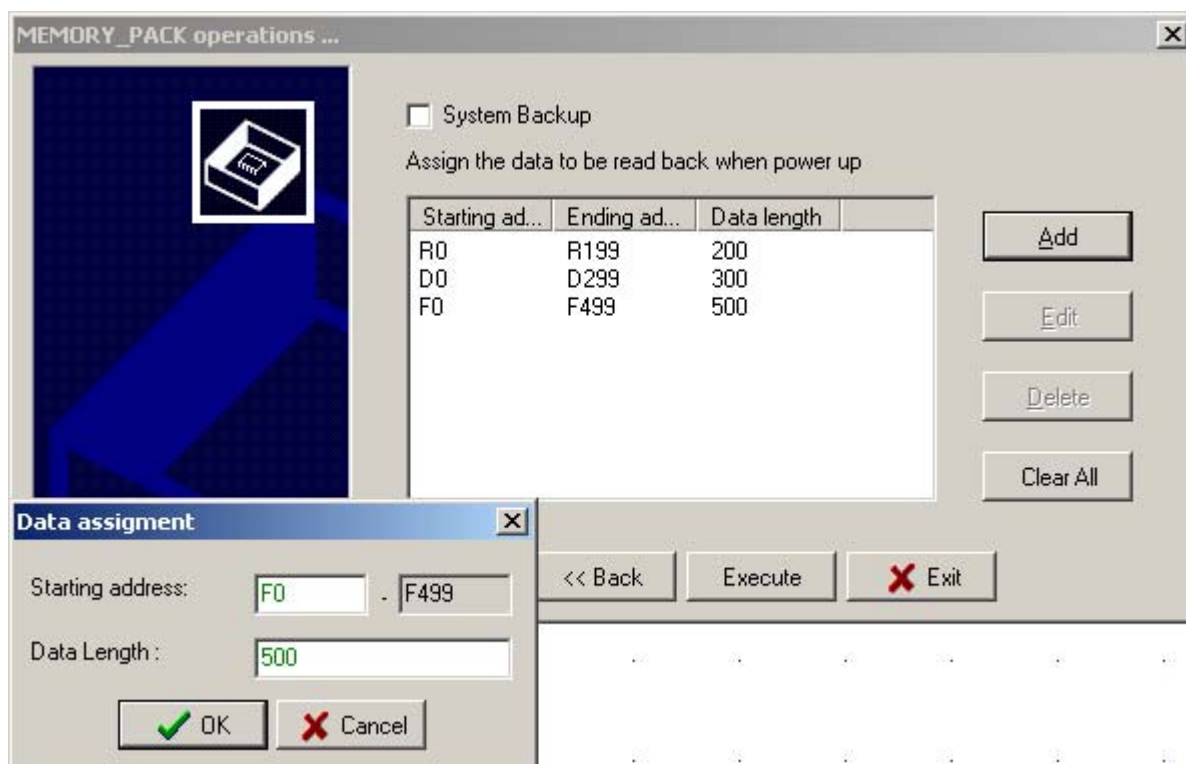 MEMORY_PACK operations ...
System Backup
Assign the data to be read back when power up
Starting ad... Ending ad... Data length
R0 R199 200
D0 D299 300
F0 F499 500
Add
Edit
Delete
Clear All
<< Back Execute Exit
Data assigment
Starting address: F0 - F499
Data Length : 500
OK Cancel